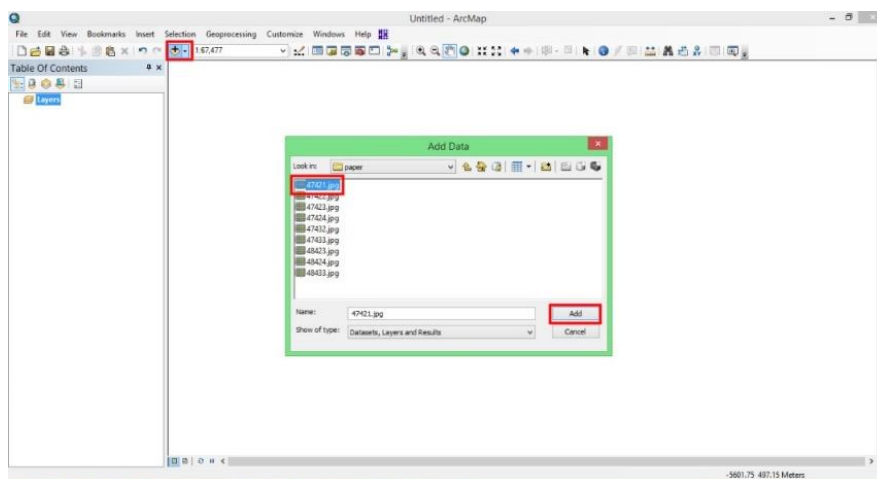 Untitled - ArcMap
File Edit View Bookmarks Insert Selection Geoprocessing Customize Windows Help
1:67,477
Table Of Contents
Layers
Add Data
Look in: paper
47421.jpg
47422.jpg
47423.jpg
47424.jpg
47432.jpg
47433.jpg
48423.jpg
48424.jpg
48433.jpg
Name: 47421.jpg Add
Show of type: Datasets, Layers and Results Cancel
-5601.75 497.15 Meters